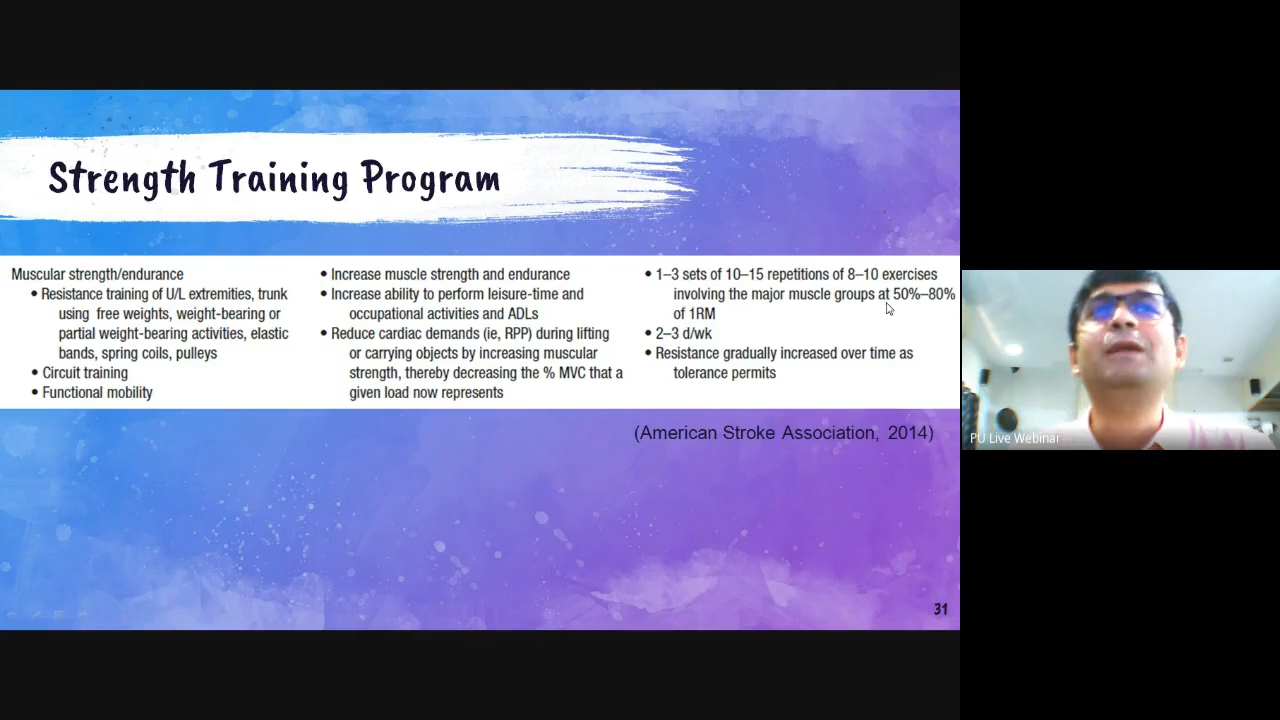 Strength Training Program
Muscular strength/endurance
• Resistance training of U/L extremities, trunk
using free weights, weight-bearing or
partial weight-bearing activities, elastic
bands, spring coils, pulleys
• Circuit training
• Functional mobility
• Increase muscle strength and endurance
• Increase ability to perform leisure-time and
occupational activities and ADLs
• Reduce cardiac demands (ie, RPP) during lifting
or carrying objects by increasing muscular
strength, thereby decreasing the % MVC that a
given load now represents
• 1–3 sets of 10–15 repetitions of 8–10 exercises
involving the major muscle groups at 50%–80%
of 1RM
• 2–3 d/wk
• Resistance gradually increased over time as
tolerance permits
(American Stroke Association, 2014)
31
PU Live Webinar